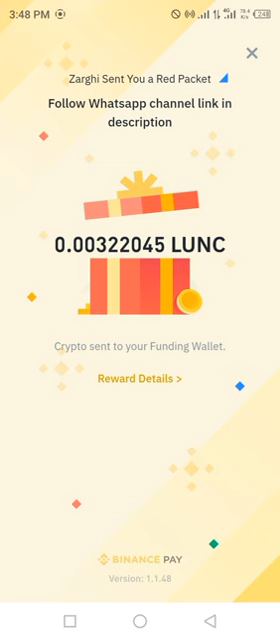 3:48 PM
Zarghi Sent You a Red Packet
Follow Whatsapp channel link in
description
0.00322045 LUNC
Crypto sent to your Funding Wallet.
Reward Details >
BINANCE PAY
Version: 1.1.48